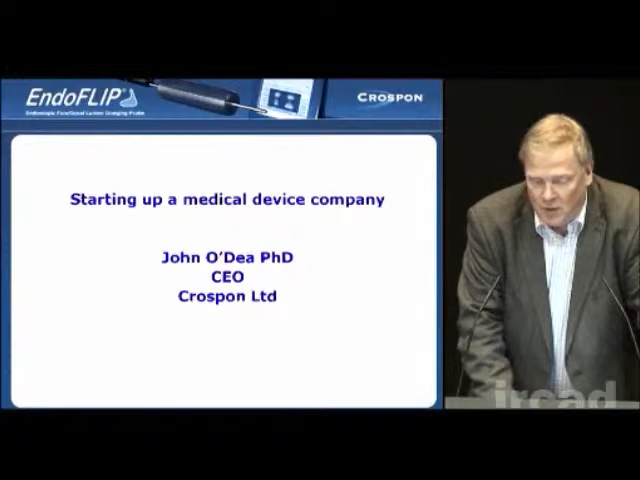 EndoFLIP®
Endoscopic Functional Lumen Imaging Probe
CROSPON
Starting up a medical device company
John O'Dea PhD
CEO
Crospon Ltd
ircad